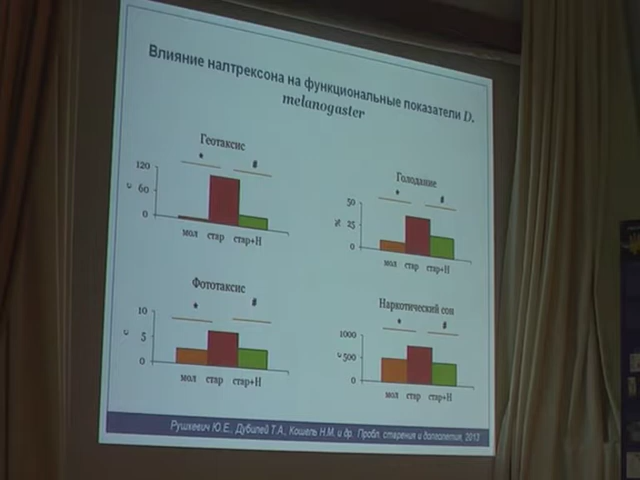 Влияние налтрексона на функциональные показатели D.
melanogaster
Геотаксис
* #
120
60
0
с
мол стар стар+Н
Голодание
* #
50
25
0
%
мол стар стар+Н
Фототаксис
* #
10
5
0
с
мол стар стар+Н
Наркотический сон
* #
1000
500
0
с
мол стар стар+Н
Рушкевич Ю.Е., Дубилей Т.А., Кошель Н.М. и др. Пробл. старения и долголетия, 2013